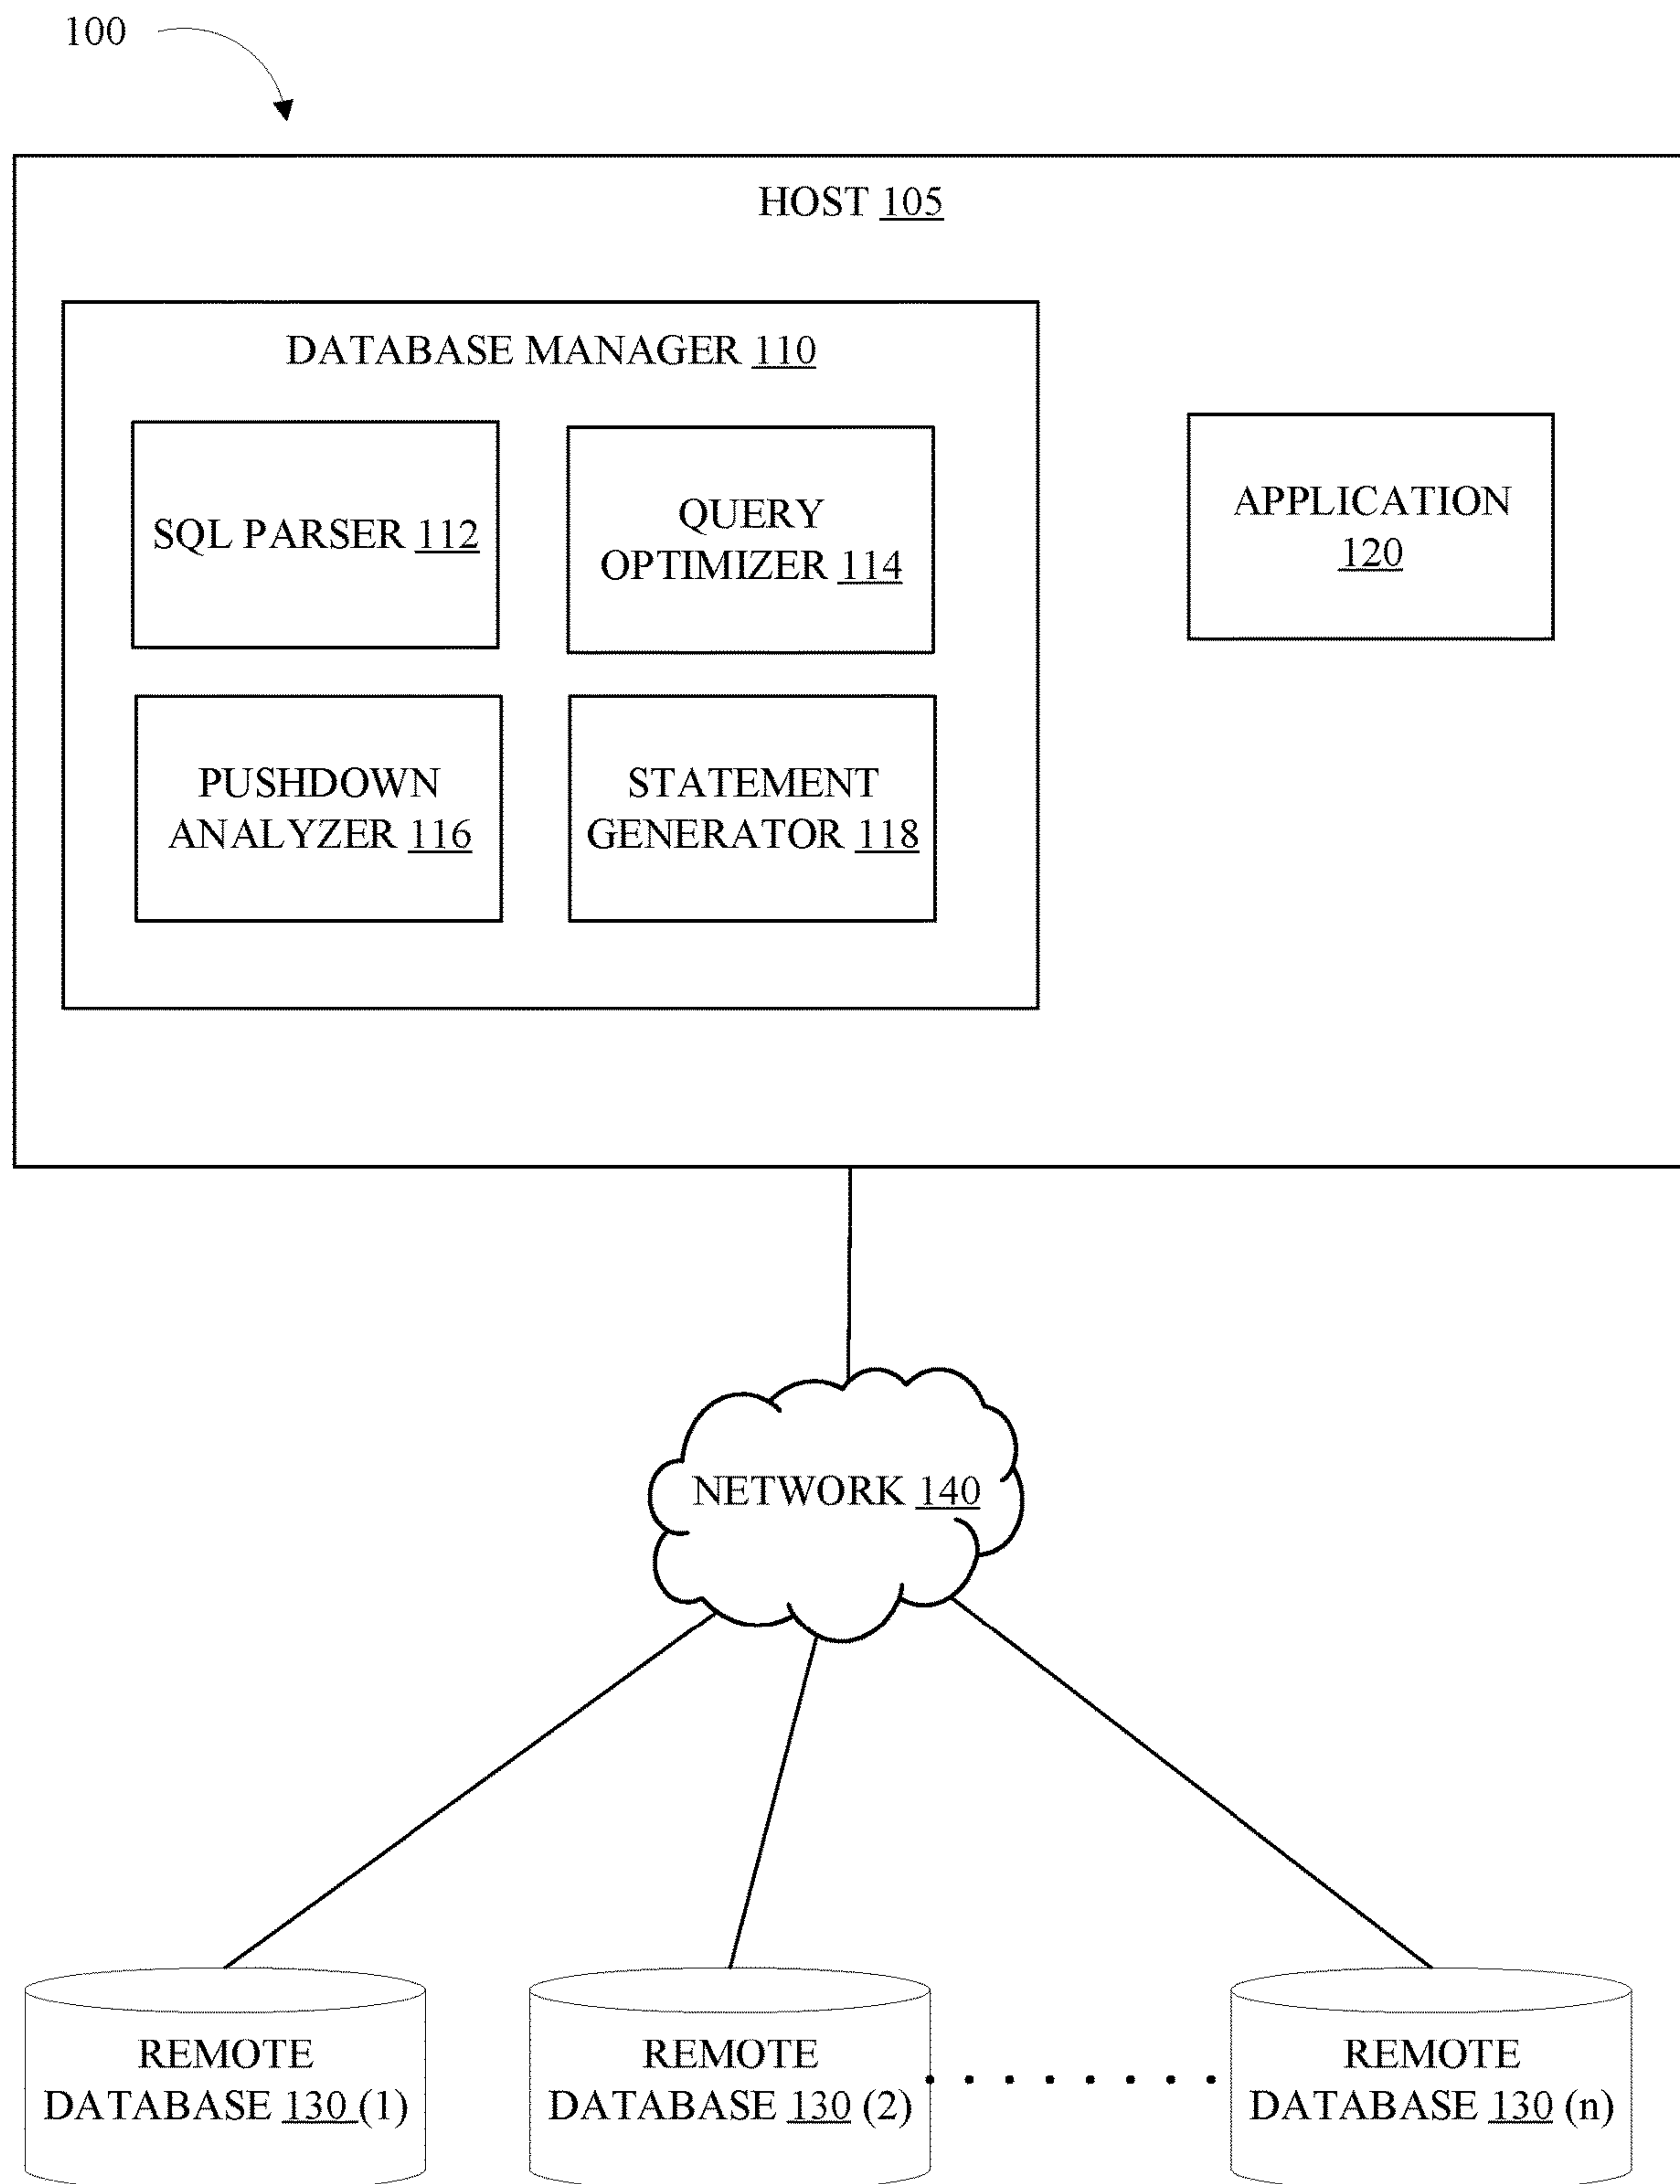 100
HOST 105
DATABASE MANAGER 110
SQL PARSER 112
QUERY
OPTIMIZER 114
APPLICATION
120
PUSHDOWN
ANALYZER 116
STATEMENT
GENERATOR 118
NETWORK 140
REMOTE
DATABASE 130 (1)
REMOTE
DATABASE 130 (2)
REMOTE
DATABASE 130 (n)